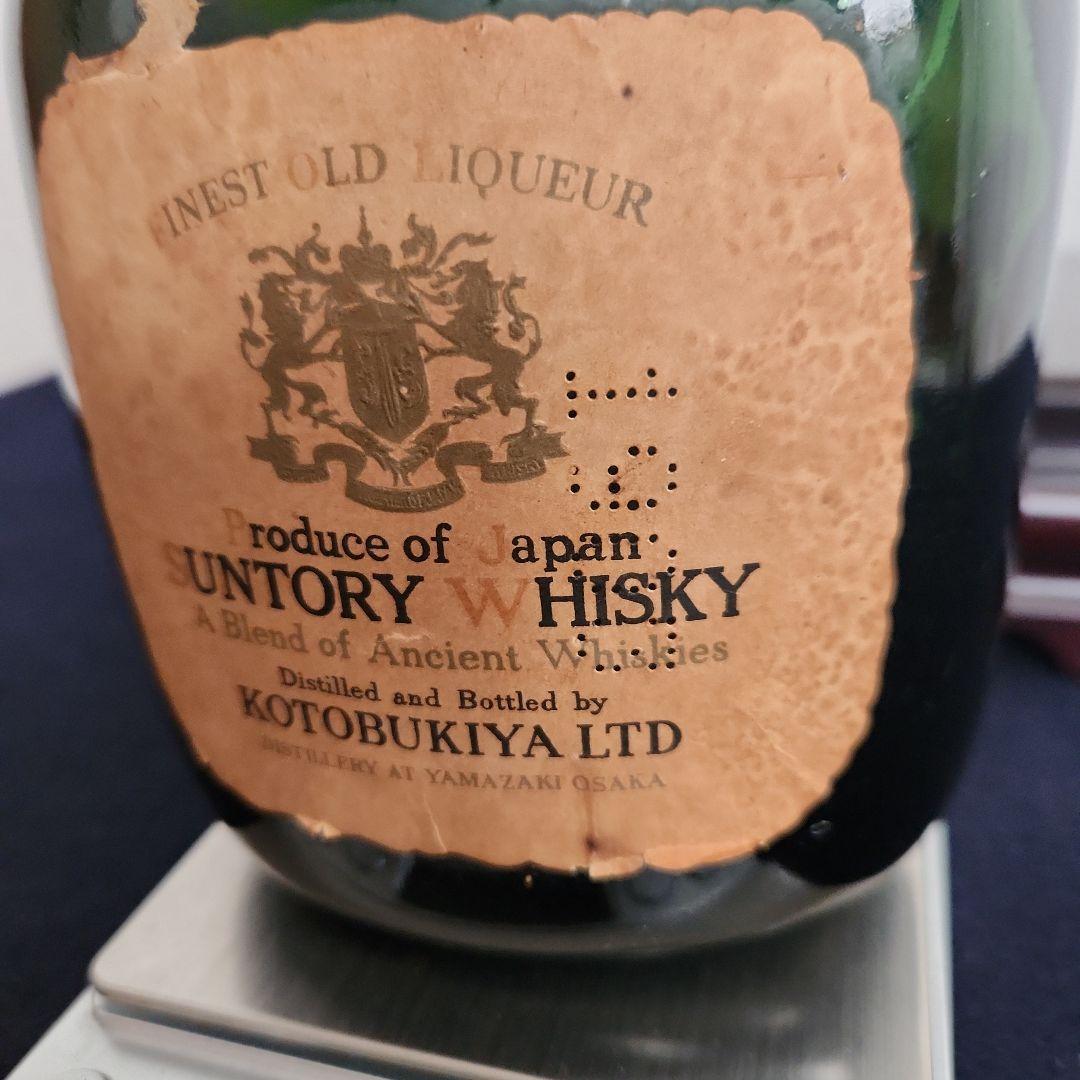 FINEST OLD LIQUEUR
Produce of Japan
SUNTORY WHISKY
A Blend of Ancient Whiskies
Distilled and Bottled by
KOTOBUKIYA LTD
DISTILLERY AT YAMAZAKI OSAKA